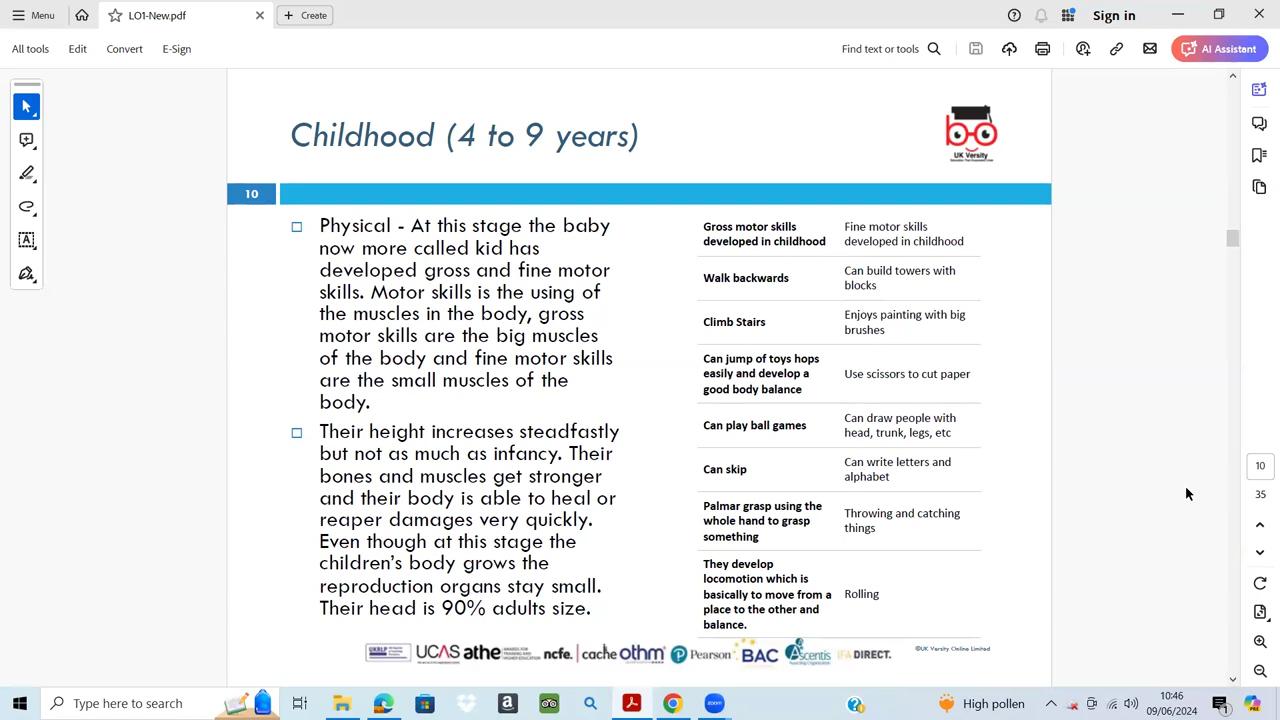 Menu
LO1-New.pdf
Create
Sign in
All tools
Edit
Convert
E-Sign
Find text or tools
AI Assistant
Childhood (4 to 9 years)
UK Versity
10
Physical - At this stage the baby
now more called kid has
developed gross and fine motor
skills. Motor skills is the using of
the muscles in the body, gross
motor skills are the big muscles
of the body and fine motor skills
are the small muscles of the
body.
Their height increases steadfastly
but not as much as infancy. Their
bones and muscles get stronger
and their body is able to heal or
reaper damages very quickly.
Even though at this stage the
children's body grows the
reproduction organs stay small.
Their head is 90% adults size.
Gross motor skills
developed in childhood
Fine motor skills
developed in childhood
Walk backwards
Can build towers with
blocks
Climb Stairs
Enjoys painting with big
brushes
Can jump of toys hops
easily and develop a
good body balance
Use scissors to cut paper
Can play ball games
Can draw people with
head, trunk, legs, etc
Can skip
Can write letters and
alphabet
Palmar grasp using the
whole hand to grasp
something
Throwing and catching
things
They develop
locomotion which is
basically to move from a
place to the other and
balance.
Rolling
UKRLP
UCAS
athe
ncfe.
cache
othm
Pearson
BAC
Ascentis
IFA DIRECT.
©UK Versity Online Limited
10
35
Type here to search
zoom
High pollen
10:46
09/06/2024
1
PRE